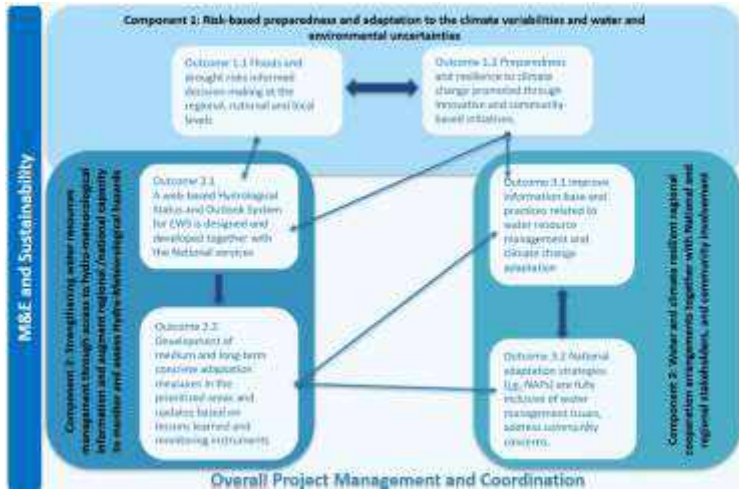 Component 1: Risk-based preparedness and adaptation to the climate variabilities and water and
environmental uncertainties
Outcome 1.1 Floods and
drought risks informed
decision-making at the
regional, national and local
levels
Outcome 1.2 Preparedness
and resilience to climate
change promoted through
innovative and community-
based initiatives.
M&E and Sustainability
Component 2: Strengthening water resources
management through access to hydro-meteorological
information and augment regional/national capacity
to monitor and assess Hydro-Meteorological hazards
Outcome 2.1
A web-based Hydrological
Status and Outlook System
for EWS is designed and
developed together with
the National services
Outcome 2.2.
Development of
medium and long-term
concrete adaptation
measures in the
prioritized areas and
updates based on
lessons learned and
monitoring instruments
Outcome 3.1 improve
information base and
practices related to
water resource
management and
climate change
adaptation
Outcome 3.2 National
adaptation strategies
NAPs) are fully
inclusive of water
management issues,
address community
concerns.
Component 3: Water and climate resilient regional
cooperation arrangements together with National and
regional stakeholders, and community involvement
Overall Project Management and Coordination